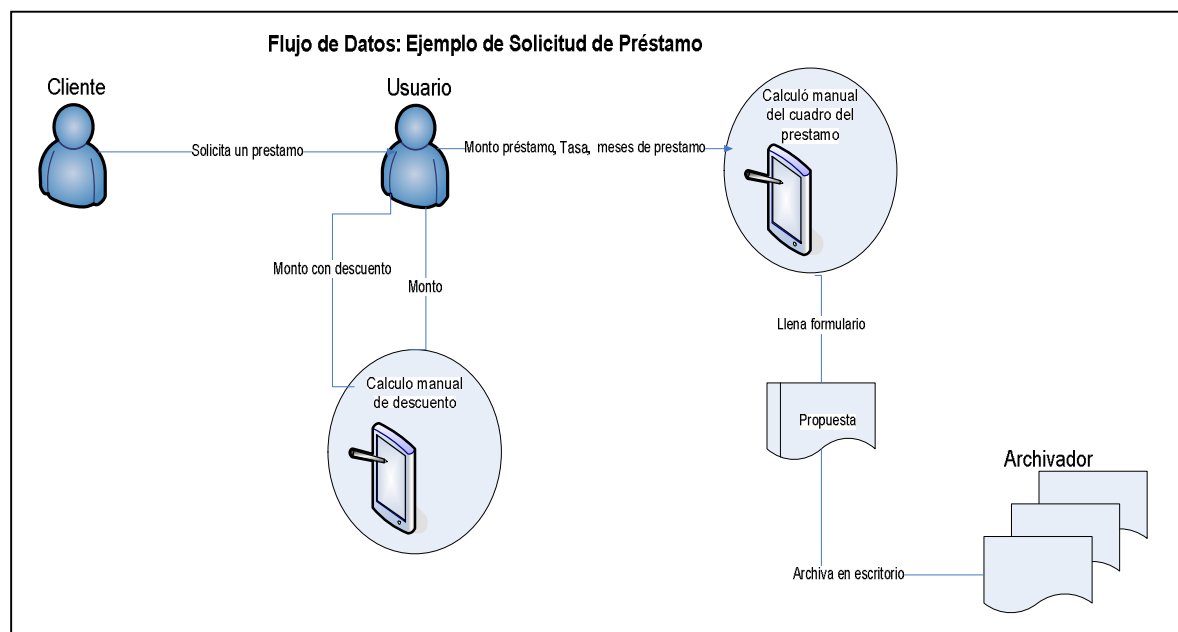 Flujo de Datos: Ejemplo de Solicitud de Préstamo
Cliente
Usuario
Calculó manual
del cuadro del
prestamo
Solicita un prestamo
Monto préstamo, Tasa, meses de prestamo
Monto con descuento
Monto
Llena formulario
Calculo manual
de descuento
Propuesta
Archivador
Archiva en escritorio